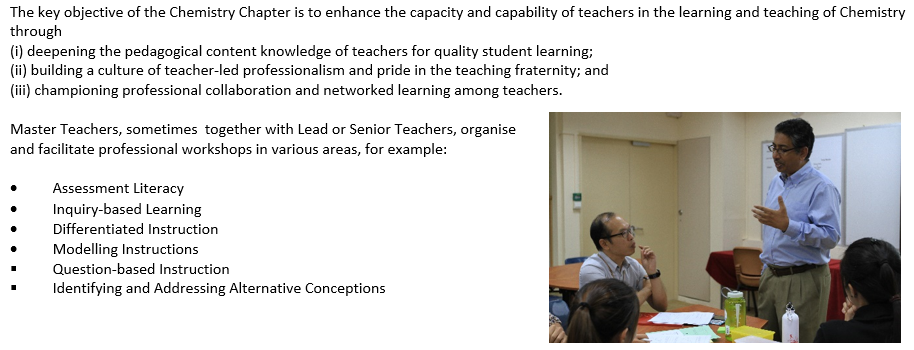 The key objective of the Chemistry Chapter is to enhance the capacity and capability of teachers in the learning and teaching of Chemistry
through
(i) deepening the pedagogical content knowledge of teachers for quality student learning;
(ii) building a culture of teacher-led professionalism and pride in the teaching fraternity; and
(iii) championing professional collaboration and networked learning among teachers.
Master Teachers, sometimes  together with Lead or Senior Teachers, organise
and facilitate professional workshops in various areas, for example:
• Assessment Literacy
• Inquiry-based Learning
• Differentiated Instruction
• Modelling Instructions
▪ Question-based Instruction
▪ Identifying and Addressing Alternative Conceptions